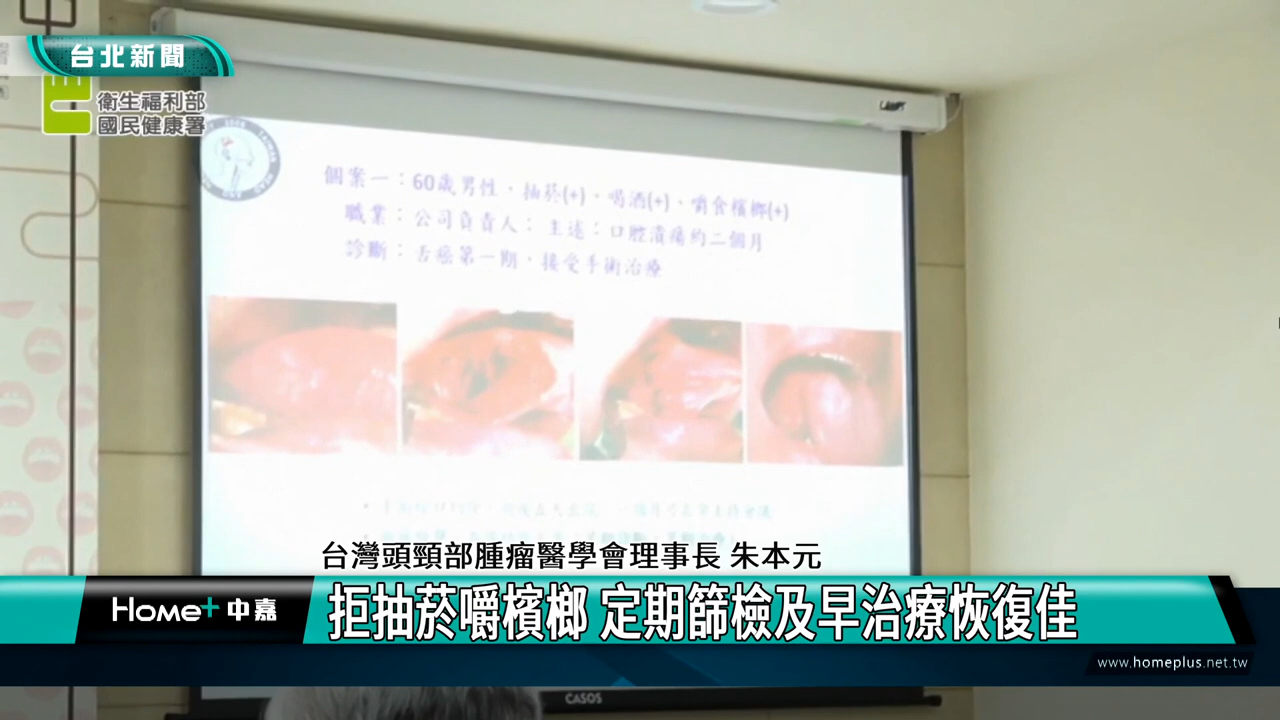 台北新聞
衛生福利部
國民健康署
個案一：60歲男性，抽菸(+)、喝酒(+)、嚼食檳榔(+)
職業：公司負責人； 主述：口腔潰瘍約二個月
診斷：舌癌第一期，接受手術治療
台灣頭頸部腫瘤醫學會理事長 朱本元
Home+ 中嘉
拒抽菸嚼檳榔 定期篩檢及早治療恢復佳
www.homeplus.net.tw
CASOS